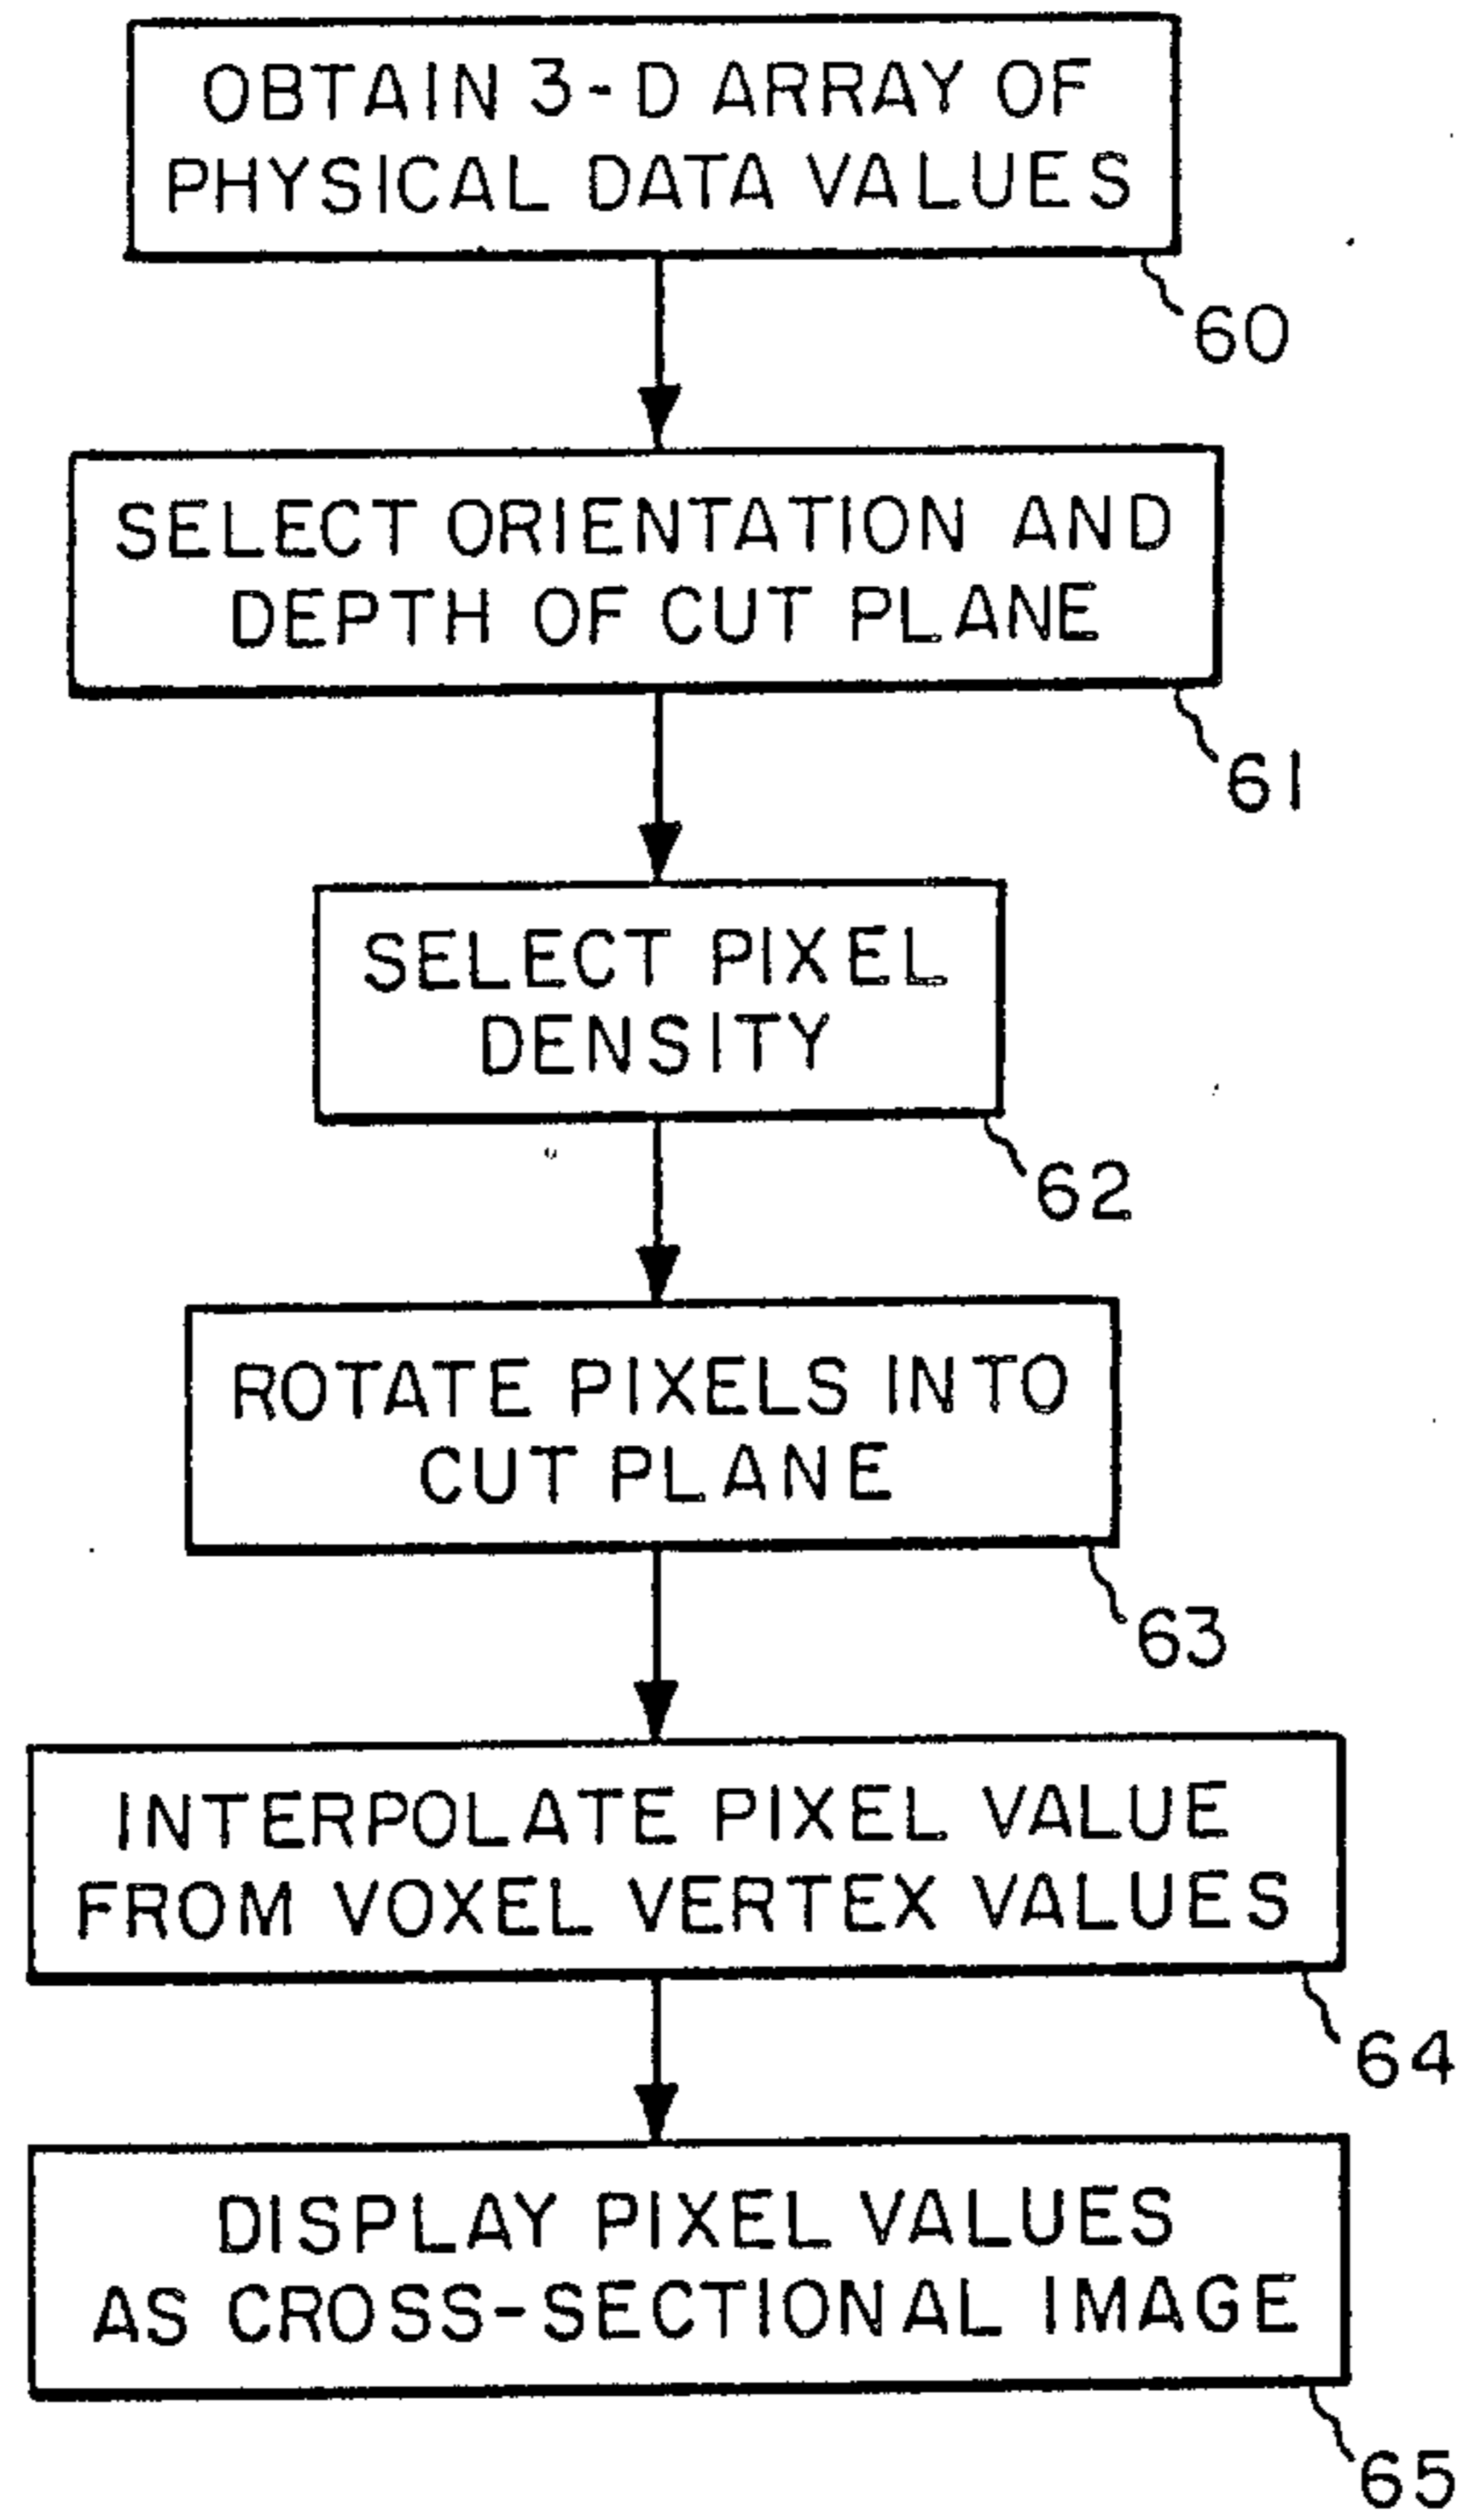 OBTAIN 3-D ARRAY OF
PHYSICAL DATA VALUES
60
SELECT ORIENTATION AND
DEPTH OF CUT PLANE
61
SELECT PIXEL
DENSITY
62
ROTATE PIXELS INTO
CUT PLANE
63
INTERPOLATE PIXEL VALUE
FROM VOXEL VERTEX VALUES
64
DISPLAY PIXEL VALUES
AS CROSS-SECTIONAL IMAGE
65